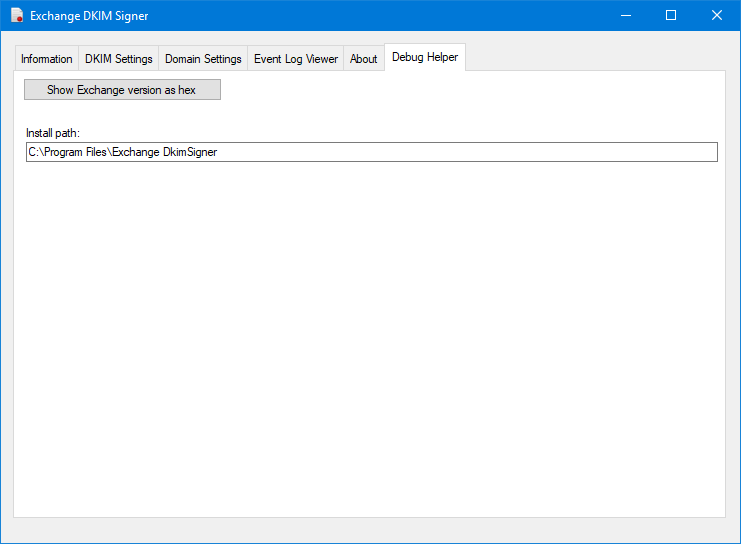 Exchange DKIM Signer
Information DKIM Settings Domain Settings Event Log Viewer About Debug Helper
Show Exchange version as hex
Install path:
C:\Program Files\Exchange DkimSigner